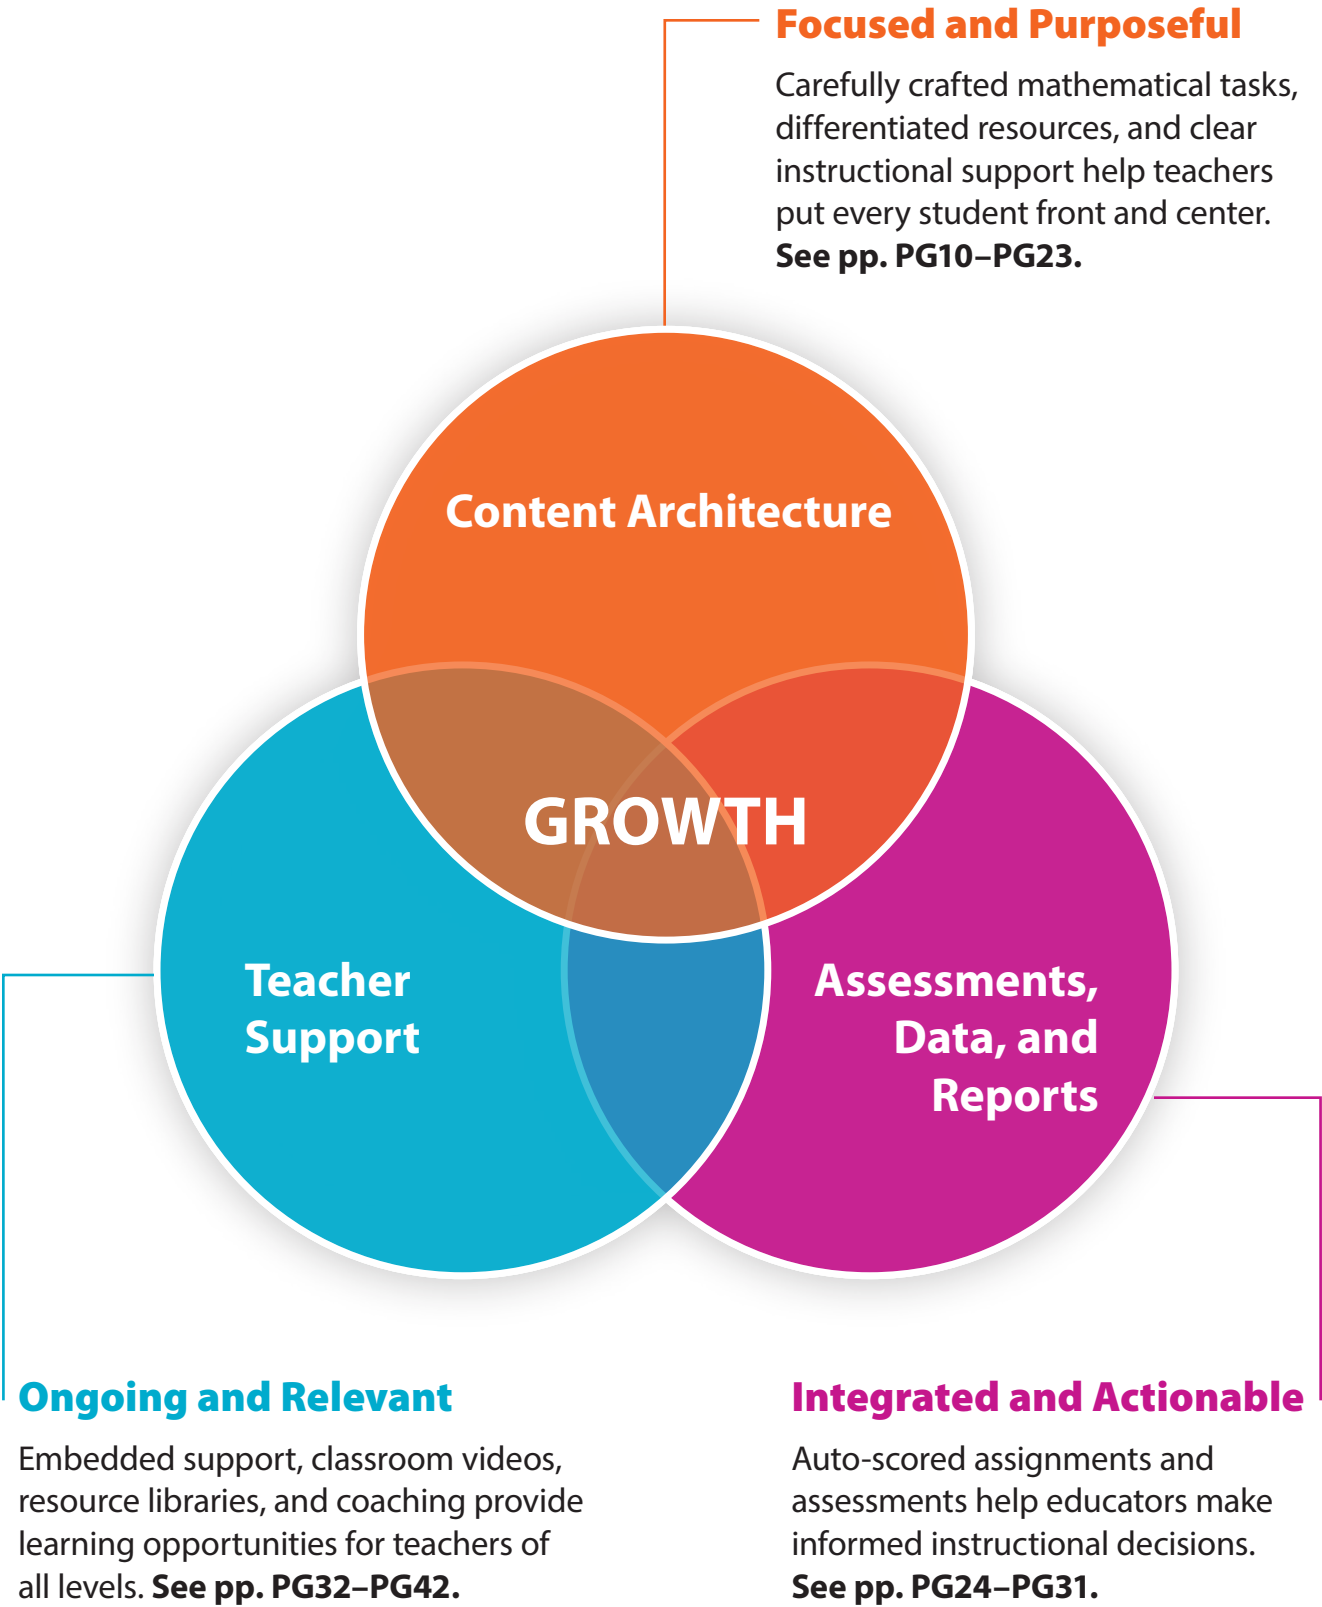 Focused and Purposeful
Carefully crafted mathematical tasks,
differentiated resources, and clear
instructional support help teachers
put every student front and center.
See pp. PG10–PG23.
Content Architecture
GROWTH
Teacher
Support
Assessments,
Data, and
Reports
Ongoing and Relevant
Embedded support, classroom videos,
resource libraries, and coaching provide
learning opportunities for teachers of
all levels. See pp. PG32–PG42.
Integrated and Actionable
Auto-scored assignments and
assessments help educators make
informed instructional decisions.
See pp. PG24–PG31.